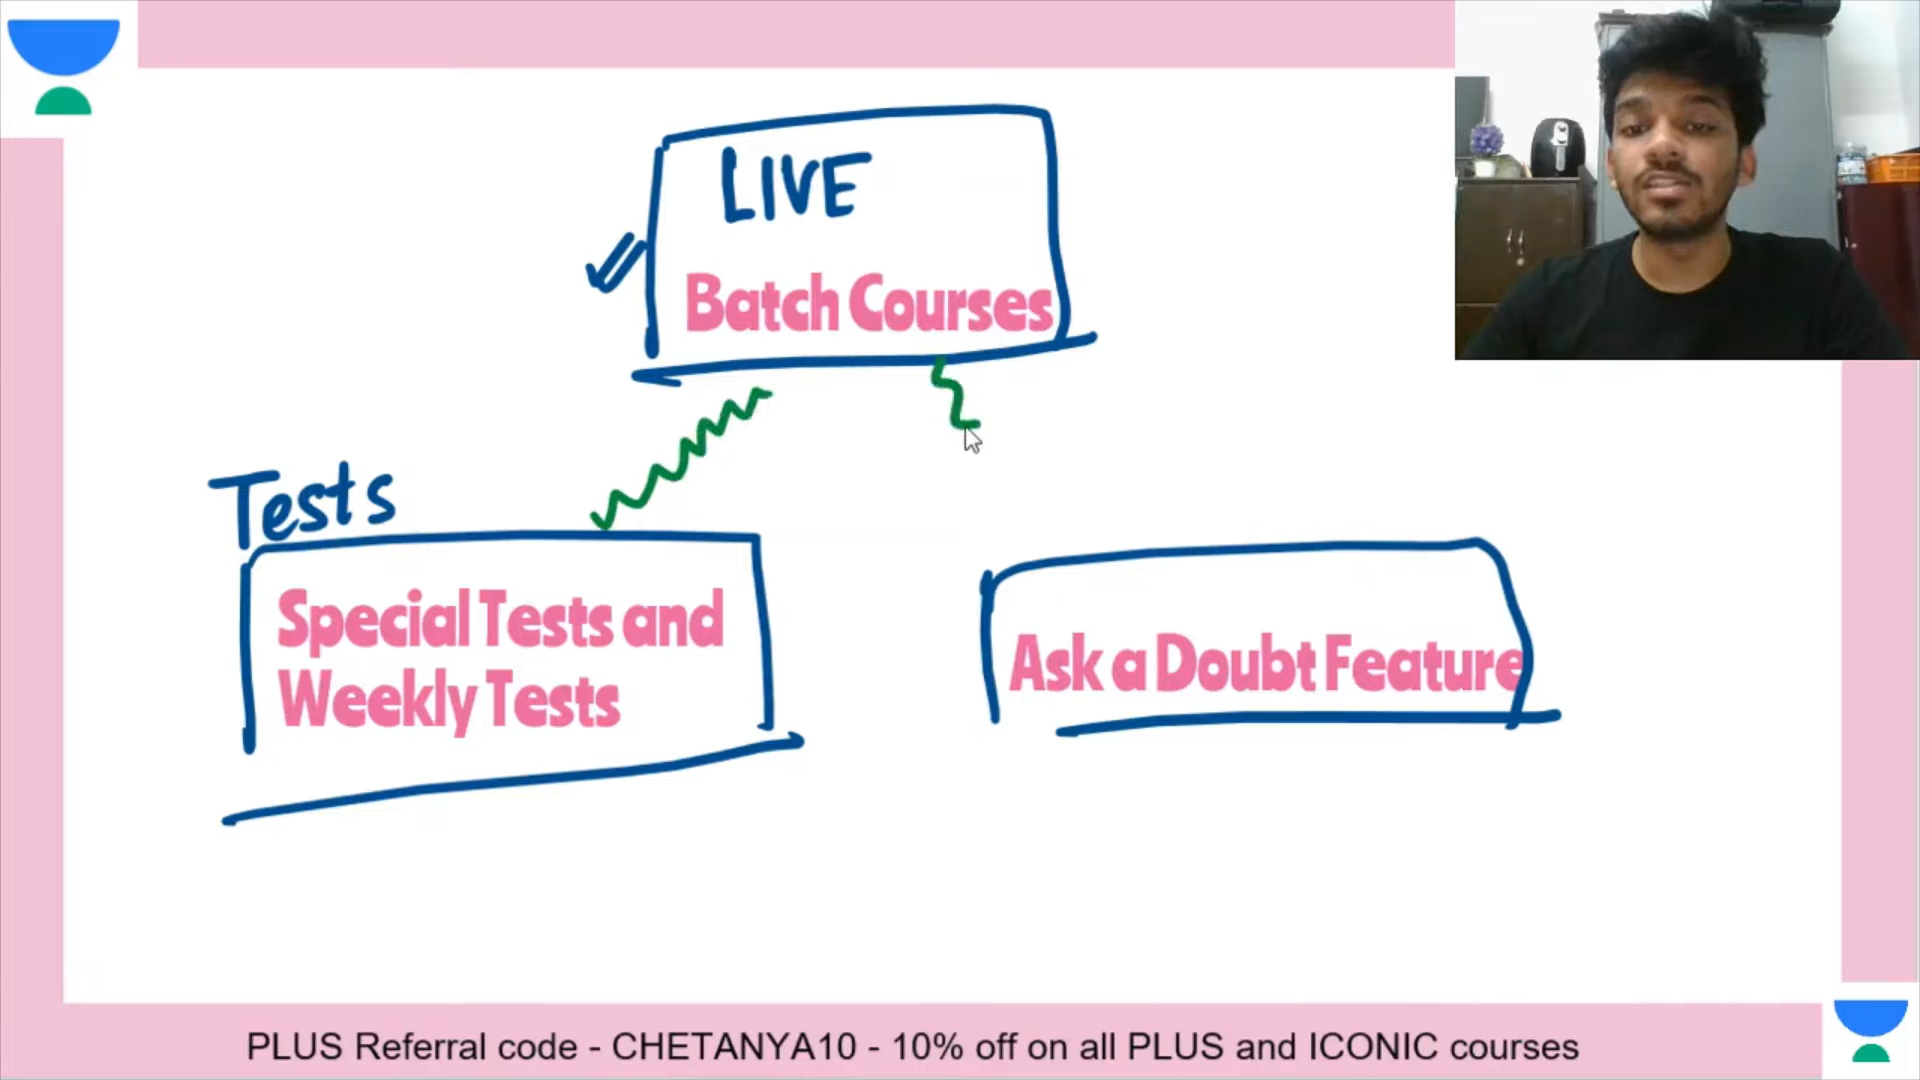 LIVE
Batch Courses
Tests
Special Tests and
Weekly Tests
Ask a Doubt Feature
PLUS Referral code - CHETANYA10 - 10% off on all PLUS and ICONIC courses